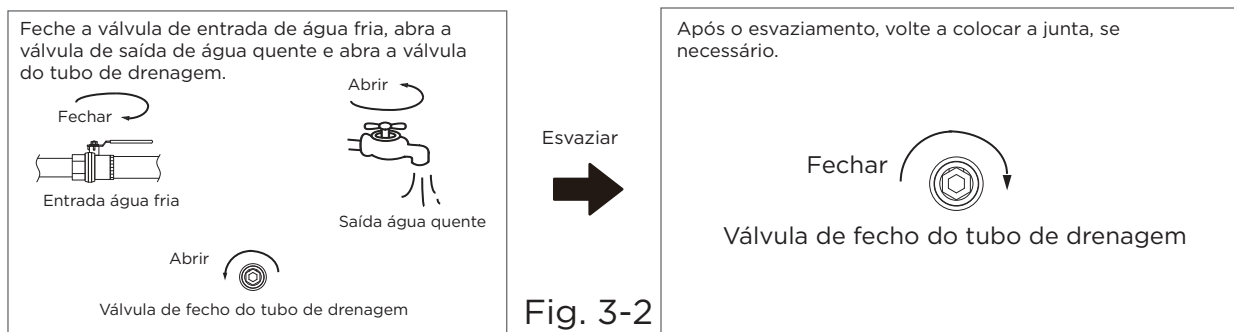 Feche a válvula de entrada de água fria, abra a
válvula de saída de água quente e abra a válvula
do tubo de drenagem.
Fechar
Abrir
Entrada água fria
Saída água quente
Abrir
Válvula de fecho do tubo de drenagem
Esvaziar
Fig. 3-2
Após o esvaziamento, volte a colocar a junta, se
necessário.
Fechar
Válvula de fecho do tubo de drenagem